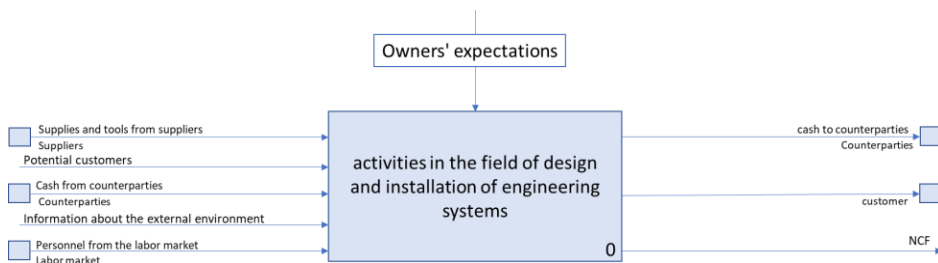 Owners' expectations
Supplies and tools from suppliers
Suppliers
Potential customers
Cash from counterparties
Counterparties
Information about the external environment
Personnel from the labor market
Labor market
activities in the field of design
and installation of engineering
systems
0
cash to counterparties
Counterparties
customer
NCF